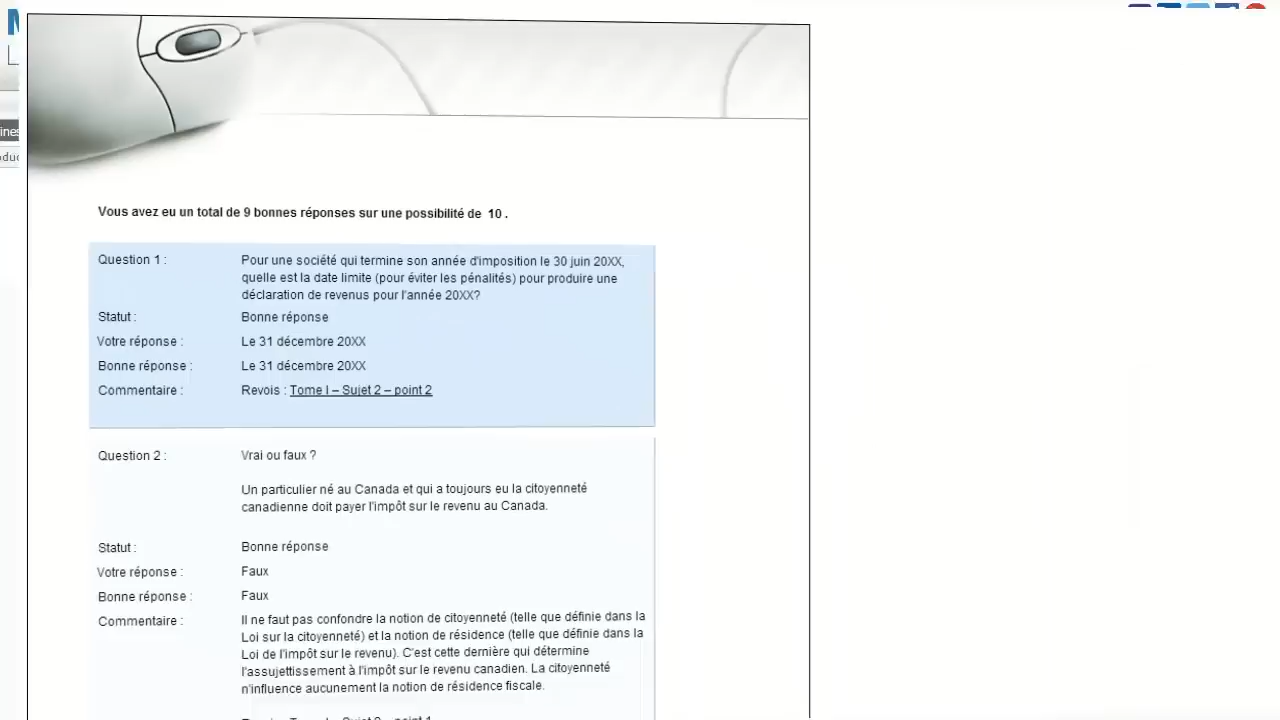 Vous avez eu un total de 9 bonnes réponses sur une possibilité de 10 .
Question 1 : Pour une société qui termine son année d'imposition le 30 juin 20XX,
quelle est la date limite (pour éviter les pénalités) pour produire une
déclaration de revenus pour l'année 20XX?
Statut : Bonne réponse
Votre réponse : Le 31 décembre 20XX
Bonne réponse : Le 31 décembre 20XX
Commentaire : Revois : Tome I – Sujet 2 – point 2
Question 2 : Vrai ou faux ?
Un particulier né au Canada et qui a toujours eu la citoyenneté
canadienne doit payer l'impôt sur le revenu au Canada.
Statut : Bonne réponse
Votre réponse : Faux
Bonne réponse : Faux
Commentaire : Il ne faut pas confondre la notion de citoyenneté (telle que définie dans la
Loi sur la citoyenneté) et la notion de résidence (telle que définie dans la
Loi de l'impôt sur le revenu). C'est cette dernière qui détermine
l'assujettissement à l'impôt sur le revenu canadien. La citoyenneté
n'influence aucunement la notion de résidence fiscale.